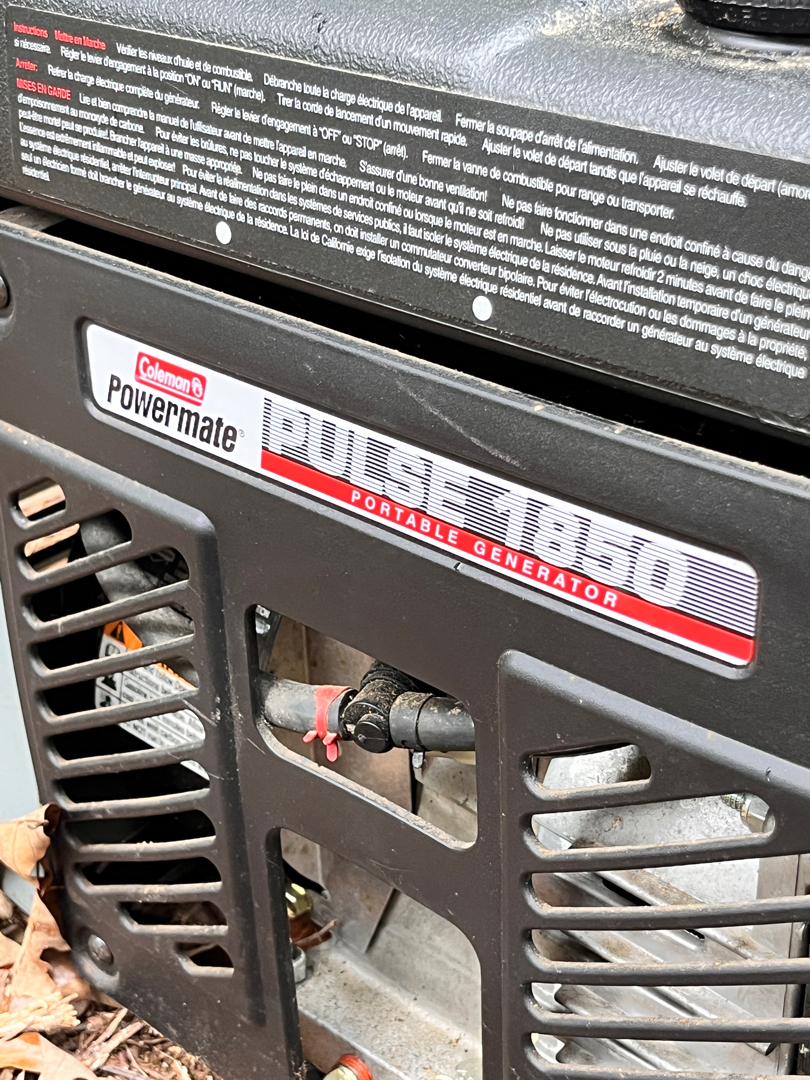 OFF
Instructions Mettre en Marche Vérifier les niveaux d'huile et de combustible. Débranche toute la charge électrique de l'appareil. Fermer la soupape d'arrêt de l'alimentation. Ajuster le volet de départ
si nécessaire. Régler le levier d'engagement à la position "ON" ou "RUN" (marche). Tirer la corde de lancement d'un mouvement rapide. Ajuster le volet de départ tandis que l'appareil se réchauffe.
Arrêter: Retirer la charge électrique complète du générateur. Régler le levier d'engagement à "OFF" ou "STOP" (arrêt). Fermer la vanne de combustible pour range ou transporter.
MISES EN GARDE Lire et bien comprendre la manuel de l'utilisateur avant de mettre l'appareil en marche. S'assurer d'une bonne ventilation! Ne pas faire fonctionner dans une endroit confiné à cause du
d'empoisonnement au monoxyde de carbone. Pour éviter les brûlures, ne pas toucher le système d'échappement ou le moteur avant qu'il ne soit refroidi! Ne pas utiliser sous la pluie ou la neige, un choc
peut-être mortel peut se produire!. Brancher l'appareil à une masse appropriée. Ne pas faire le plein dans un endroit confiné ou lorsque le moteur est en marche. Laisser le moteur refroidir 2 minutes avant de faire le plein
L'essence est extrêmement inflammable et peut exploser! Pour éviter la réalimentation dans les systèmes de services publics, il faut isoler le système électrique de la résidence. Avant l'installation temporaire d'un générateur
au système électrique résidentiel, arrêter l'interrupteur principal. Avant de faire des raccords permanents, on doit installer un commutateur converteur bipolaire. Pour éviter l'électrocution ou les dommages à la propriété,
seul un électricien formé doit brancher le générateur au système électrique de la résidence. La loi de Californie exige l'isolation du système électrique résidentiel avant de raccorder un générateur au système électrique
résidentiel.
Coleman
Powermate®
PULSE 1850
PORTABLE GENERATOR